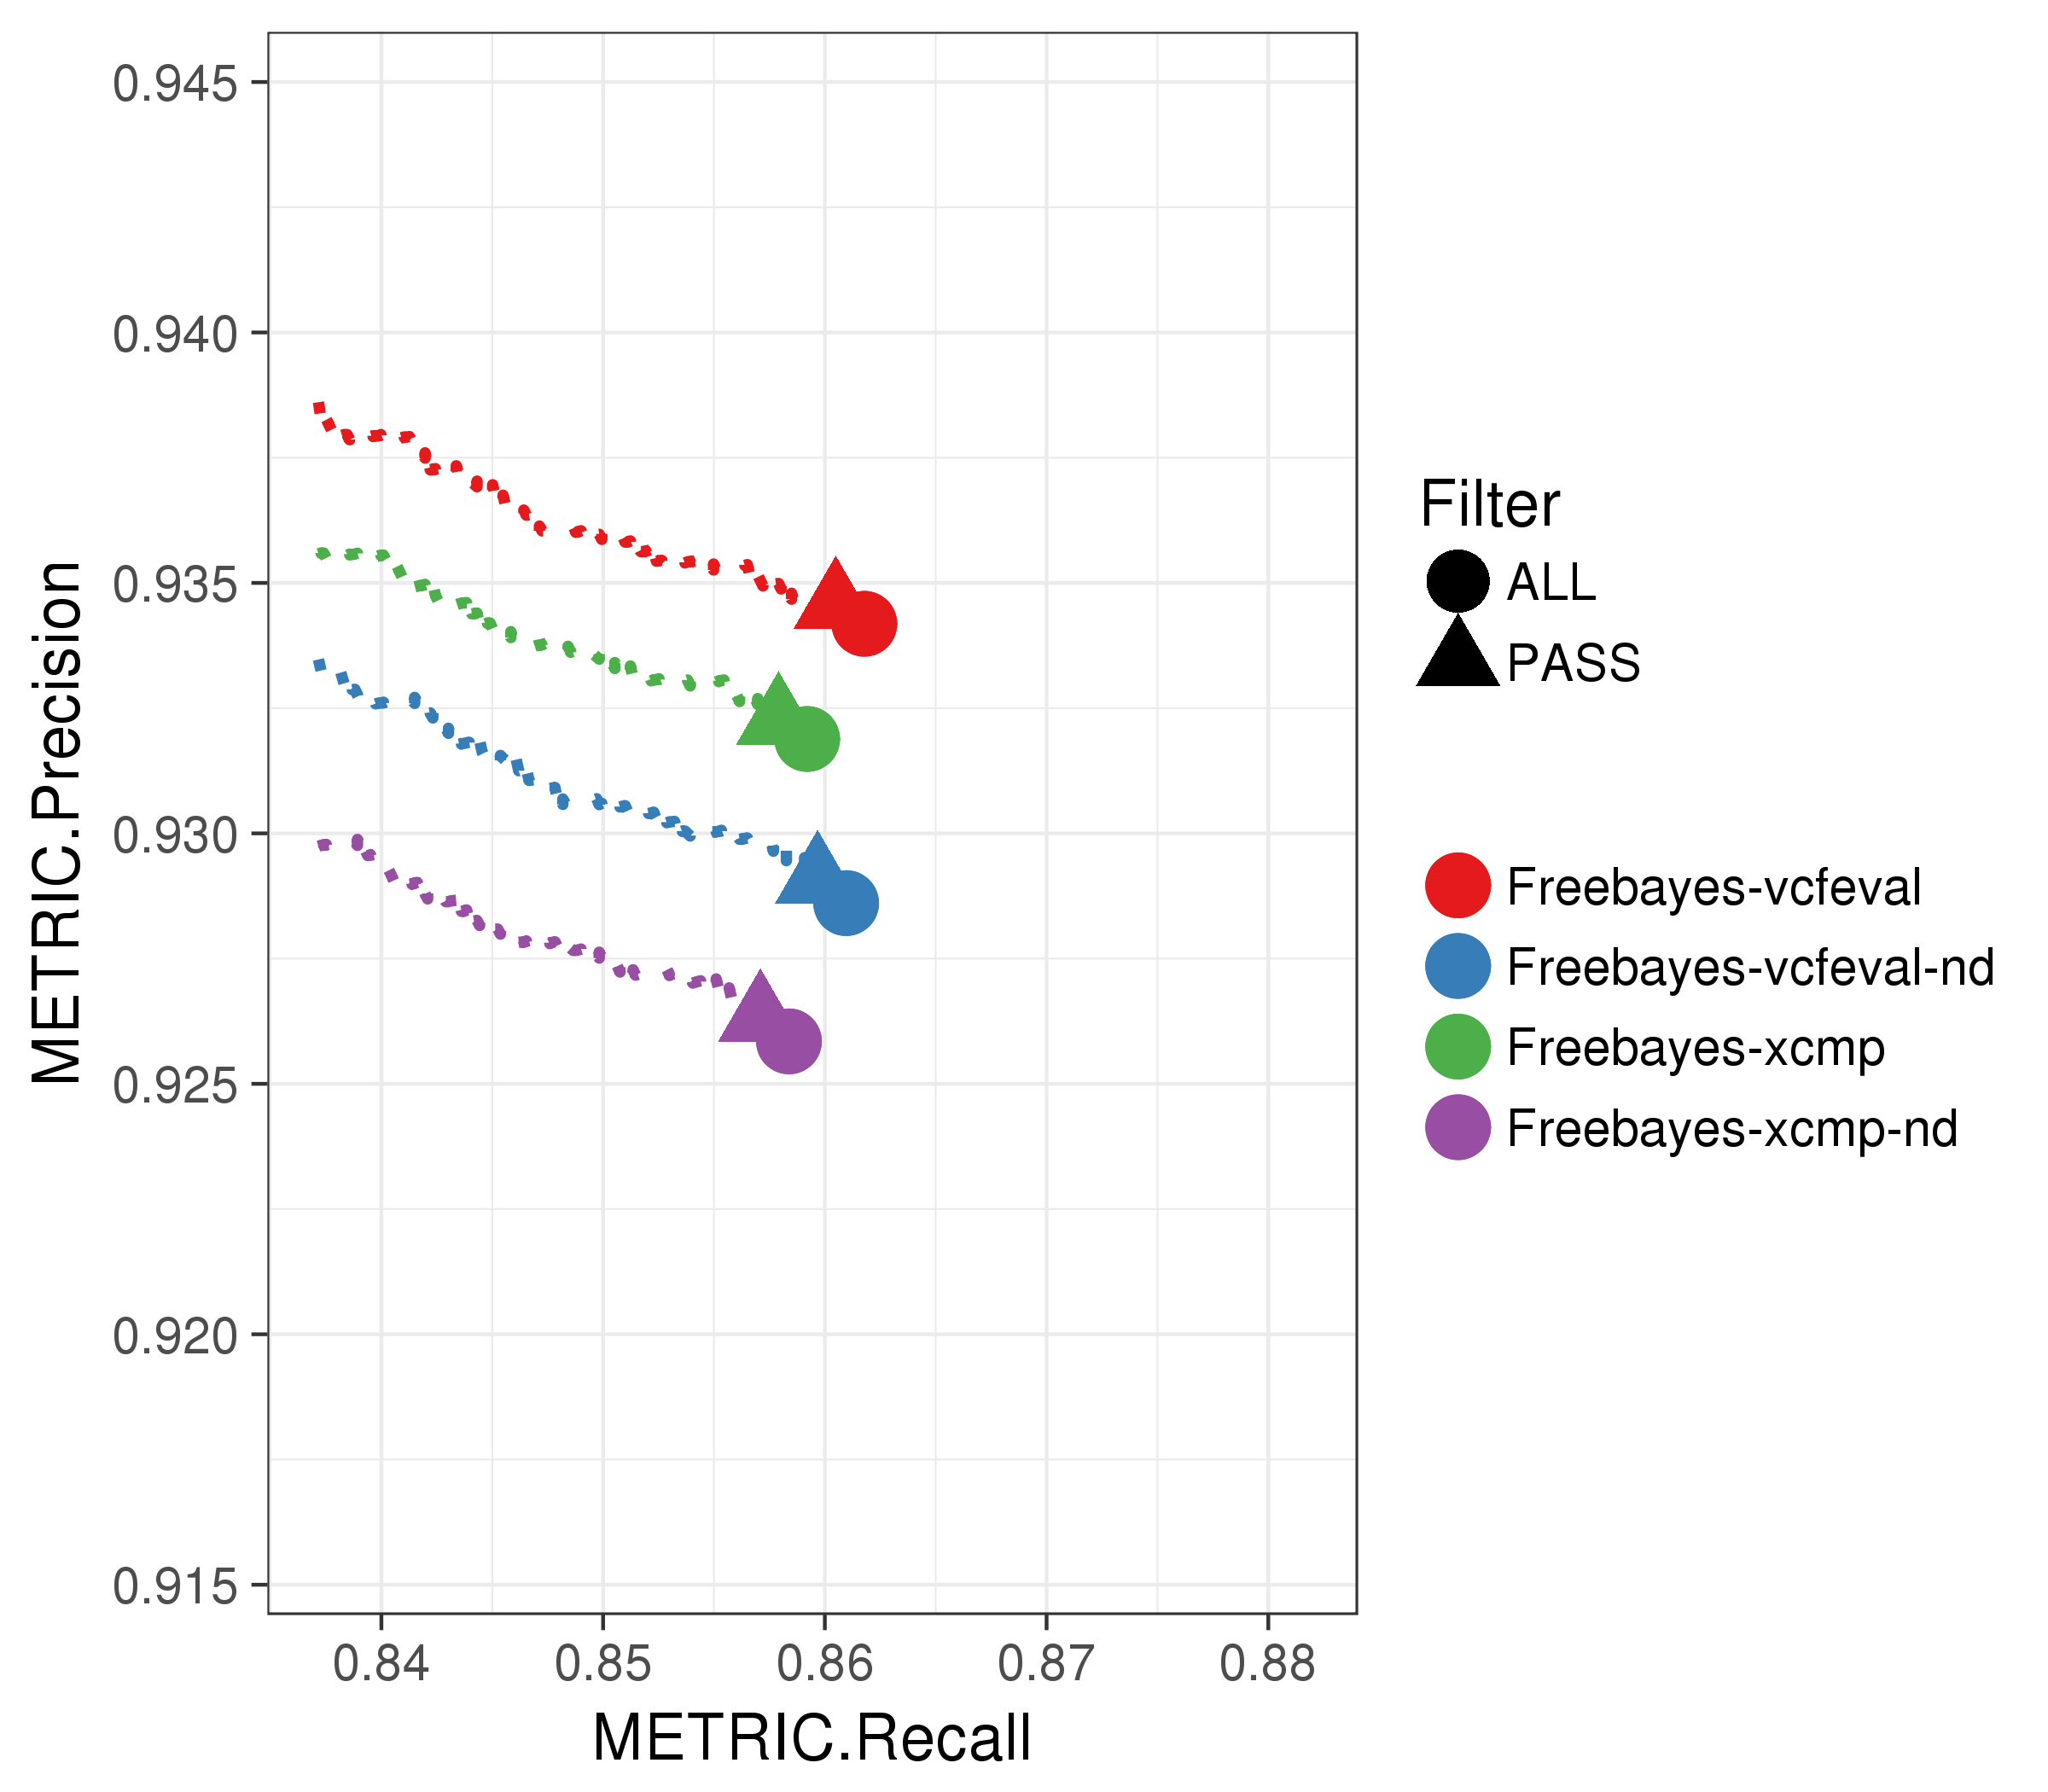 METRIC.Precision
0.945
0.940
0.935
0.930
0.925
0.920
0.915
0.84 0.85 0.86 0.87 0.88
METRIC.Recall
Filter
ALL
PASS
Freebayes-vcfeval
Freebayes-vcfeval-nd
Freebayes-xcmp
Freebayes-xcmp-nd